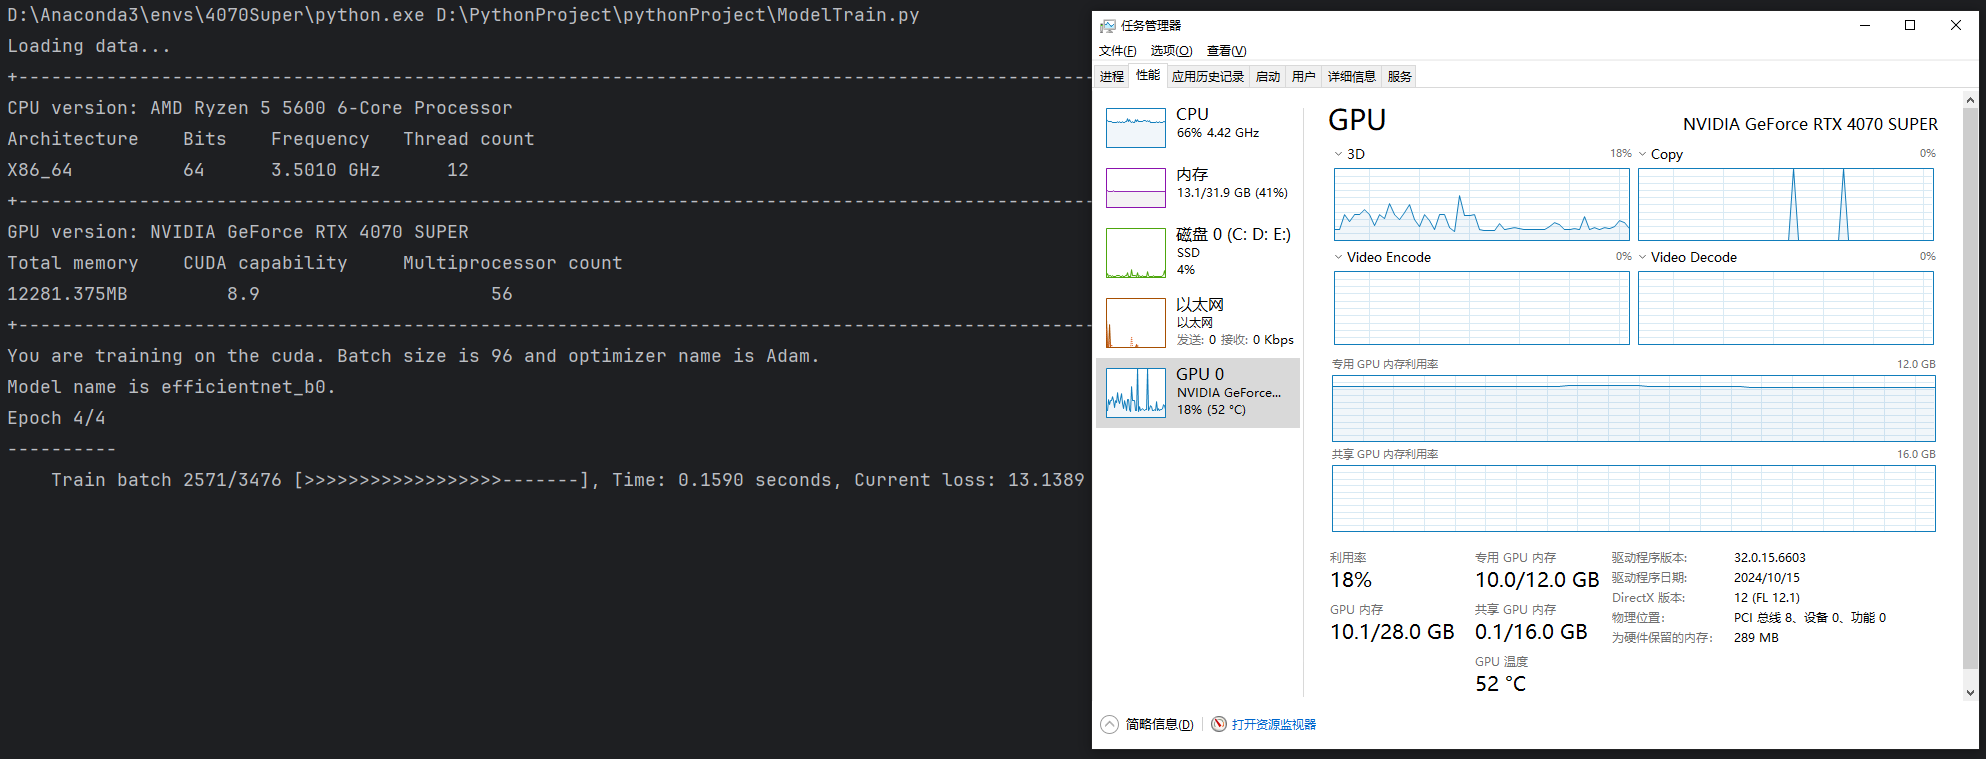 D:\Anaconda3\envs\4070Super\python.exe D:\PythonProject\pythonProject\ModelTrain.py
Loading data...
CPU version: AMD Ryzen 5 5600 6-Core Processor
Architecture Bits Frequency Thread count
X86_64 64 3.5010 GHz 12
GPU version: NVIDIA GeForce RTX 4070 SUPER
Total memory CUDA capability Multiprocessor count
12281.375MB 8.9 56
You are training on the cuda. Batch size is 96 and optimizer name is Adam.
Model name is efficientnet_b0.
Epoch 4/4
----------
Train batch 2571/3476 [>>>>>>>>>>>>>>>>>>-------], Time: 0.1590 seconds, Current loss: 13.1389
任务管理器
文件(F) 选项(O) 查看(V)
进程 性能 应用历史记录 启动 用户 详细信息 服务
CPU
66% 4.42 GHz
内存
13.1/31.9 GB (41%)
磁盘 0 (C: D: E:)
SSD
4%
以太网
以太网
发送: 0 接收: 0 Kbps
GPU 0
NVIDIA GeForce...
18% (52 °C)
GPU
NVIDIA GeForce RTX 4070 SUPER
3D 18%
Copy 0%
Video Encode 0%
Video Decode 0%
专用 GPU 内存利用率 12.0 GB
共享 GPU 内存利用率 16.0 GB
利用率
18%
专用 GPU 内存
10.0/12.0 GB
GPU 内存
10.1/28.0 GB
共享 GPU 内存
0.1/16.0 GB
GPU 温度
52 °C
驱动程序版本: 32.0.15.6603
驱动程序日期: 2024/10/15
DirectX 版本: 12 (FL 12.1)
物理位置: PCI 总线 8、设备 0、功能 0
为硬件保留的内存: 289 MB
简略信息(D) 打开资源监视器